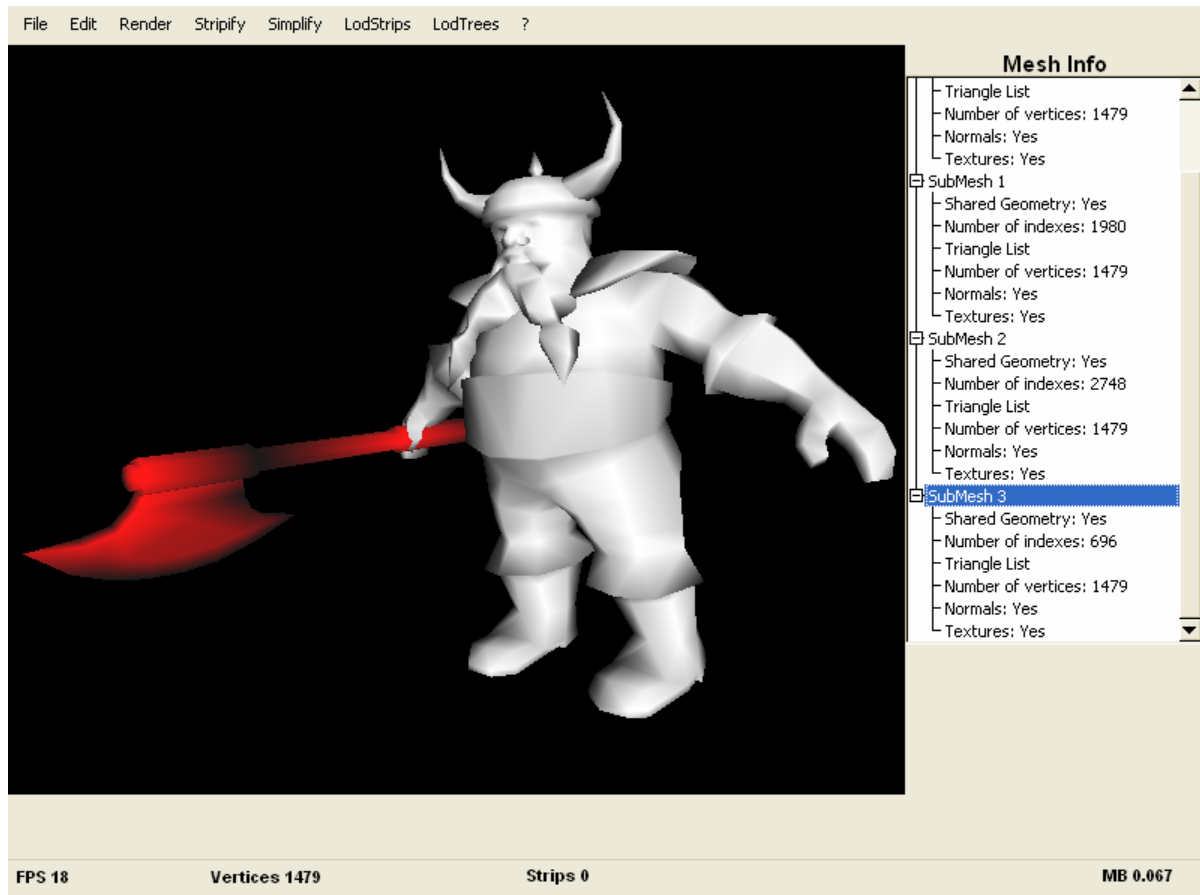 File Edit Render Stripify Simplify LodStrips LodTrees ?
Mesh Info
Triangle List
Number of vertices: 1479
Normals: Yes
Textures: Yes
SubMesh 1
Shared Geometry: Yes
Number of indexes: 1980
Triangle List
Number of vertices: 1479
Normals: Yes
Textures: Yes
SubMesh 2
Shared Geometry: Yes
Number of indexes: 2748
Triangle List
Number of vertices: 1479
Normals: Yes
Textures: Yes
SubMesh 3
Shared Geometry: Yes
Number of indexes: 696
Triangle List
Number of vertices: 1479
Normals: Yes
Textures: Yes
FPS 18 Vertices 1479 Strips 0 MB 0.067